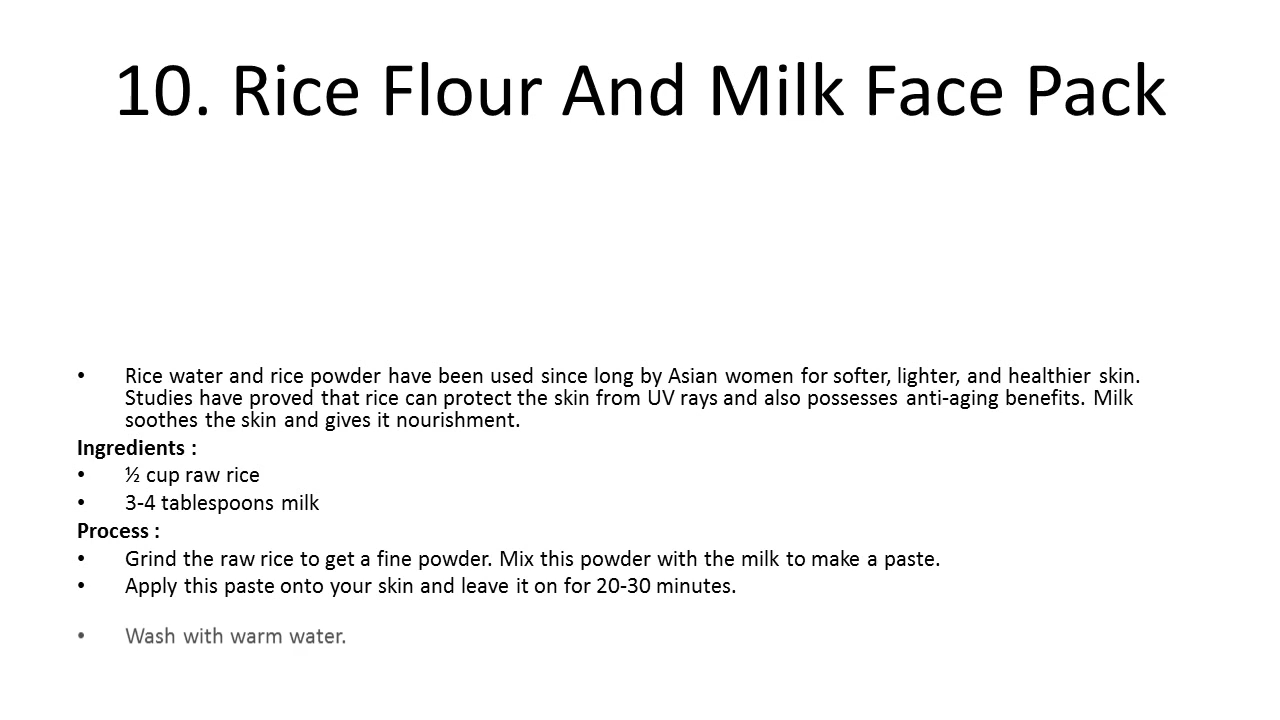 10. Rice Flour And Milk Face Pack
• Rice water and rice powder have been used since long by Asian women for softer, lighter, and healthier skin.
Studies have proved that rice can protect the skin from UV rays and also possesses anti-aging benefits. Milk
soothes the skin and gives it nourishment.
Ingredients :
• ½ cup raw rice
• 3-4 tablespoons milk
Process :
• Grind the raw rice to get a fine powder. Mix this powder with the milk to make a paste.
• Apply this paste onto your skin and leave it on for 20-30 minutes.
• Wash with warm water.